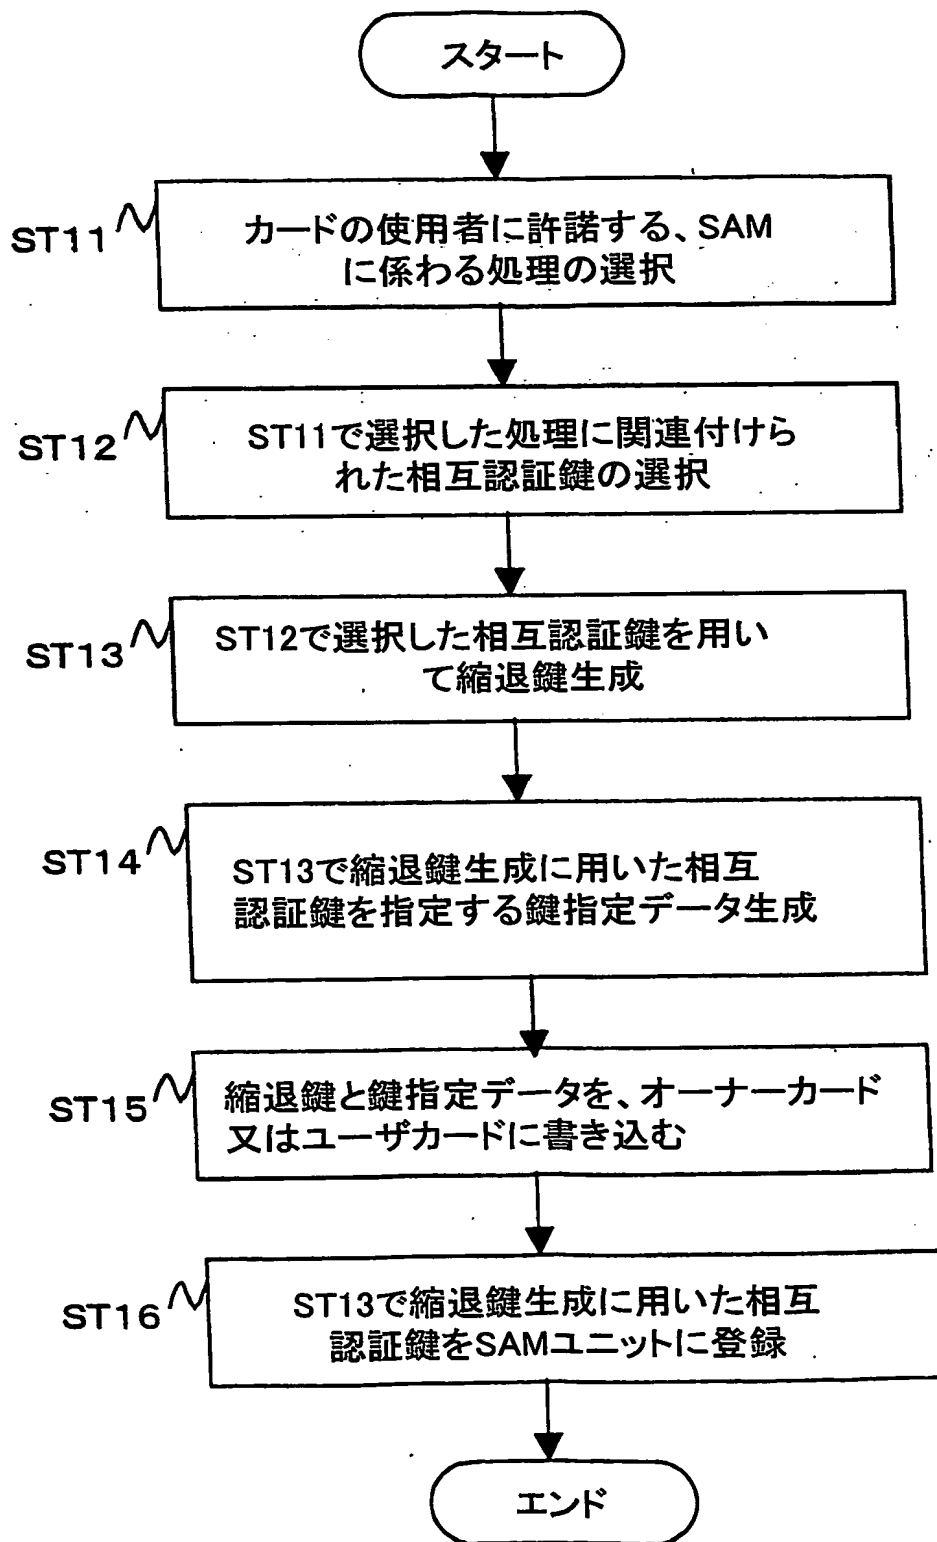 スタート
ST11
カードの使用者に許諾する、SAM
に係わる処理の選択
ST12
ST11で選択した処理に関連付けら
れた相互認証鍵の選択
ST13
ST12で選択した相互認証鍵を用い
て縮退鍵生成
ST14
ST13で縮退鍵生成に用いた相互
認証鍵を指定する鍵指定データ生成
ST15
縮退鍵と鍵指定データを、オーナーカード
又はユーザカードに書き込む
ST16
ST13で縮退鍵生成に用いた相互
認証鍵をSAMユニットに登録
エンド